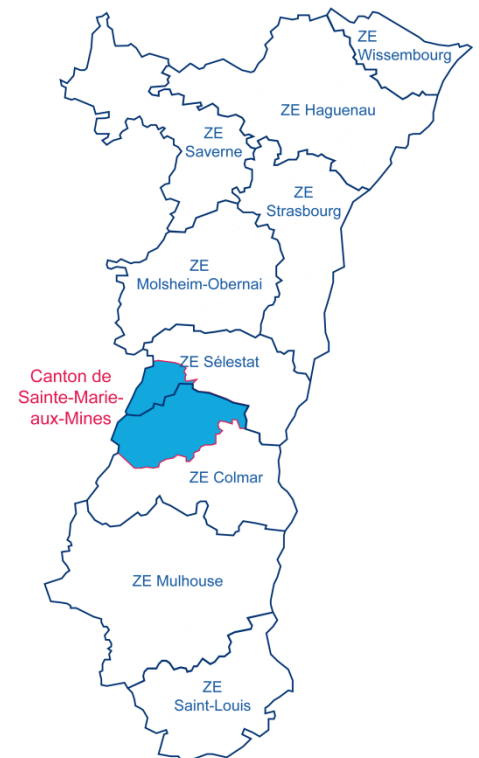 ZE
Wissembourg
ZE Haguenau
ZE
Saverne
ZE
Strasbourg
ZE
Molsheim-Obernai
ZE Sélestat
Canton de
Sainte-Marie-
aux-Mines
ZE Colmar
ZE Mulhouse
ZE
Saint-Louis